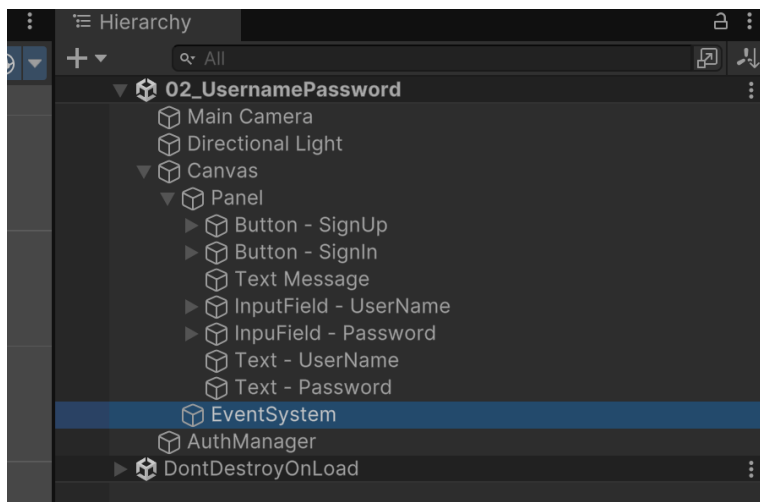 Hierarchy
All
02_UsernamePassword
Main Camera
Directional Light
Canvas
Panel
Button - SignUp
Button - SignIn
Text Message
InputField - UserName
InpuField - Password
Text - UserName
Text - Password
EventSystem
AuthManager
DontDestroyOnLoad